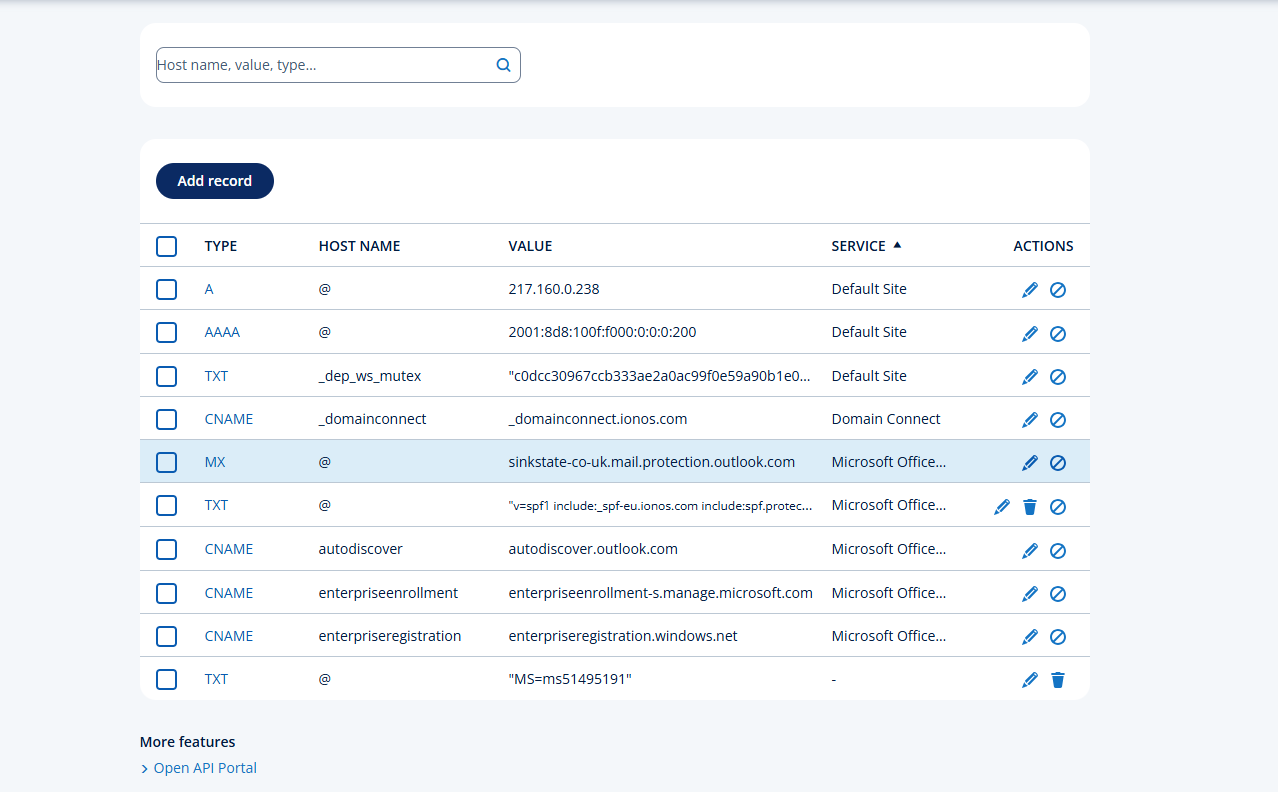 Host name, value, type...
Add record
TYPE HOST NAME VALUE SERVICE ▲ ACTIONS
A @ 217.160.0.238 Default Site
AAAA @ 2001:8d8:100f:f000:0:0:0:200 Default Site
TXT _dep_ws_mutex "c0dcc30967ccb333ae2a0ac99f0e59a90b1e0... Default Site
CNAME _domainconnect _domainconnect.ionos.com Domain Connect
MX @ sinkstate-co-uk.mail.protection.outlook.com Microsoft Office...
TXT @ "v=spf1 include:_spf-eu.ionos.com include:spf.protec... Microsoft Office...
CNAME autodiscover autodiscover.outlook.com Microsoft Office...
CNAME enterpriseenrollment enterpriseenrollment-s.manage.microsoft.com Microsoft Office...
CNAME enterpriseregistration enterpriseregistration.windows.net Microsoft Office...
TXT @ "MS=ms51495191" -
More features
> Open API Portal